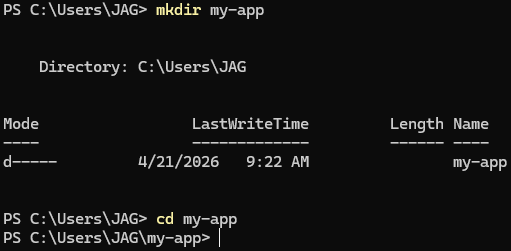 PS C:\Users\JAG> mkdir my-app
Directory: C:\Users\JAG
Mode LastWriteTime Length Name
---- ------------- ------ ----
d----- 4/21/2026 9:22 AM my-app
PS C:\Users\JAG> cd my-app
PS C:\Users\JAG\my-app>